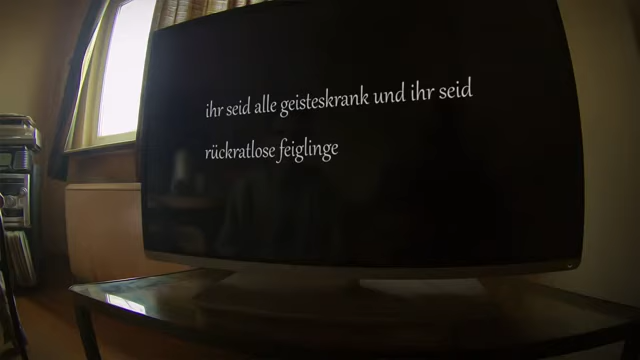 ihr seid alle geisteskrank und ihr seid
rückratlose feiglinge